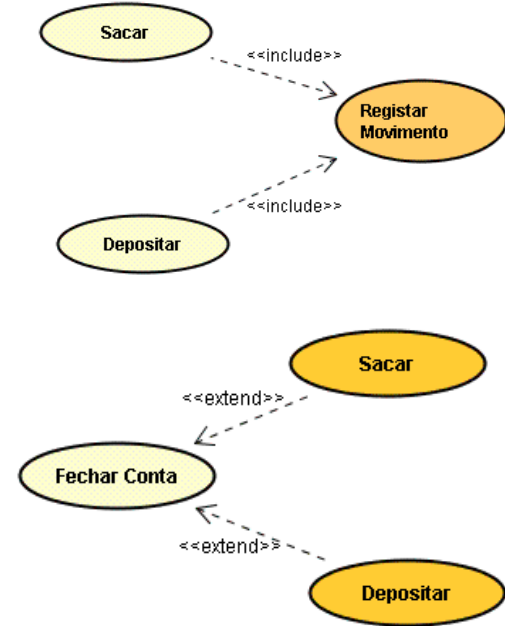 Sacar
<<include>>
Registar
Movimento
<<include>>
Depositar
Sacar
<<extend>>
Fechar Conta
<<extend>>
Depositar